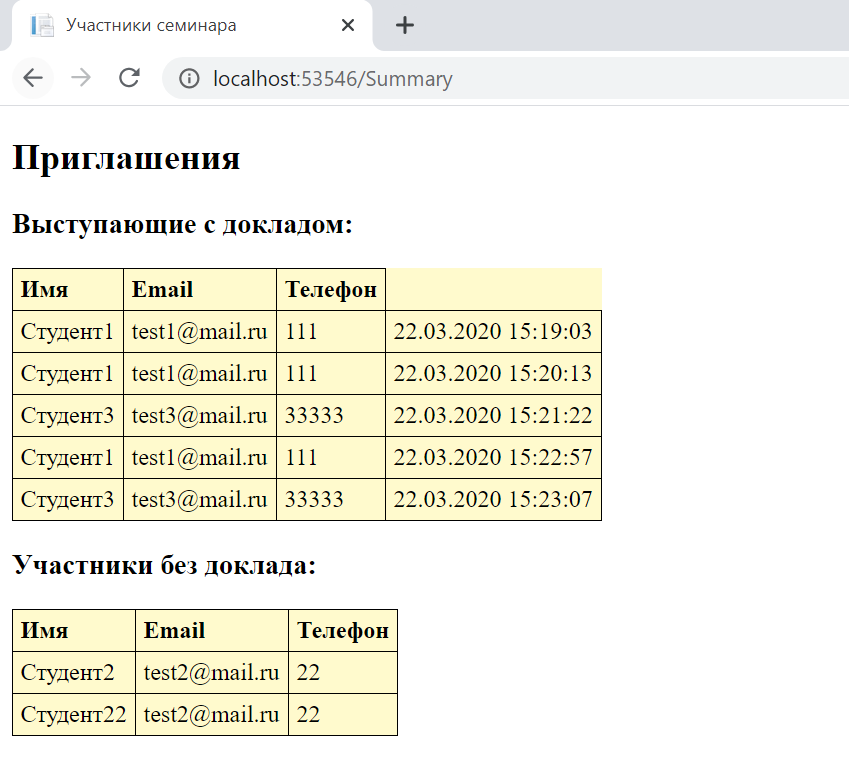 Участники семинара
localhost:53546/Summary
Приглашения
Выступающие с докладом:
Имя Email Телефон
Студент1 test1@mail.ru 111 22.03.2020 15:19:03
Студент1 test1@mail.ru 111 22.03.2020 15:20:13
Студент3 test3@mail.ru 33333 22.03.2020 15:21:22
Студент1 test1@mail.ru 111 22.03.2020 15:22:57
Студент3 test3@mail.ru 33333 22.03.2020 15:23:07
Участники без доклада:
Имя Email Телефон
Студент2 test2@mail.ru 22
Студент22 test2@mail.ru 22